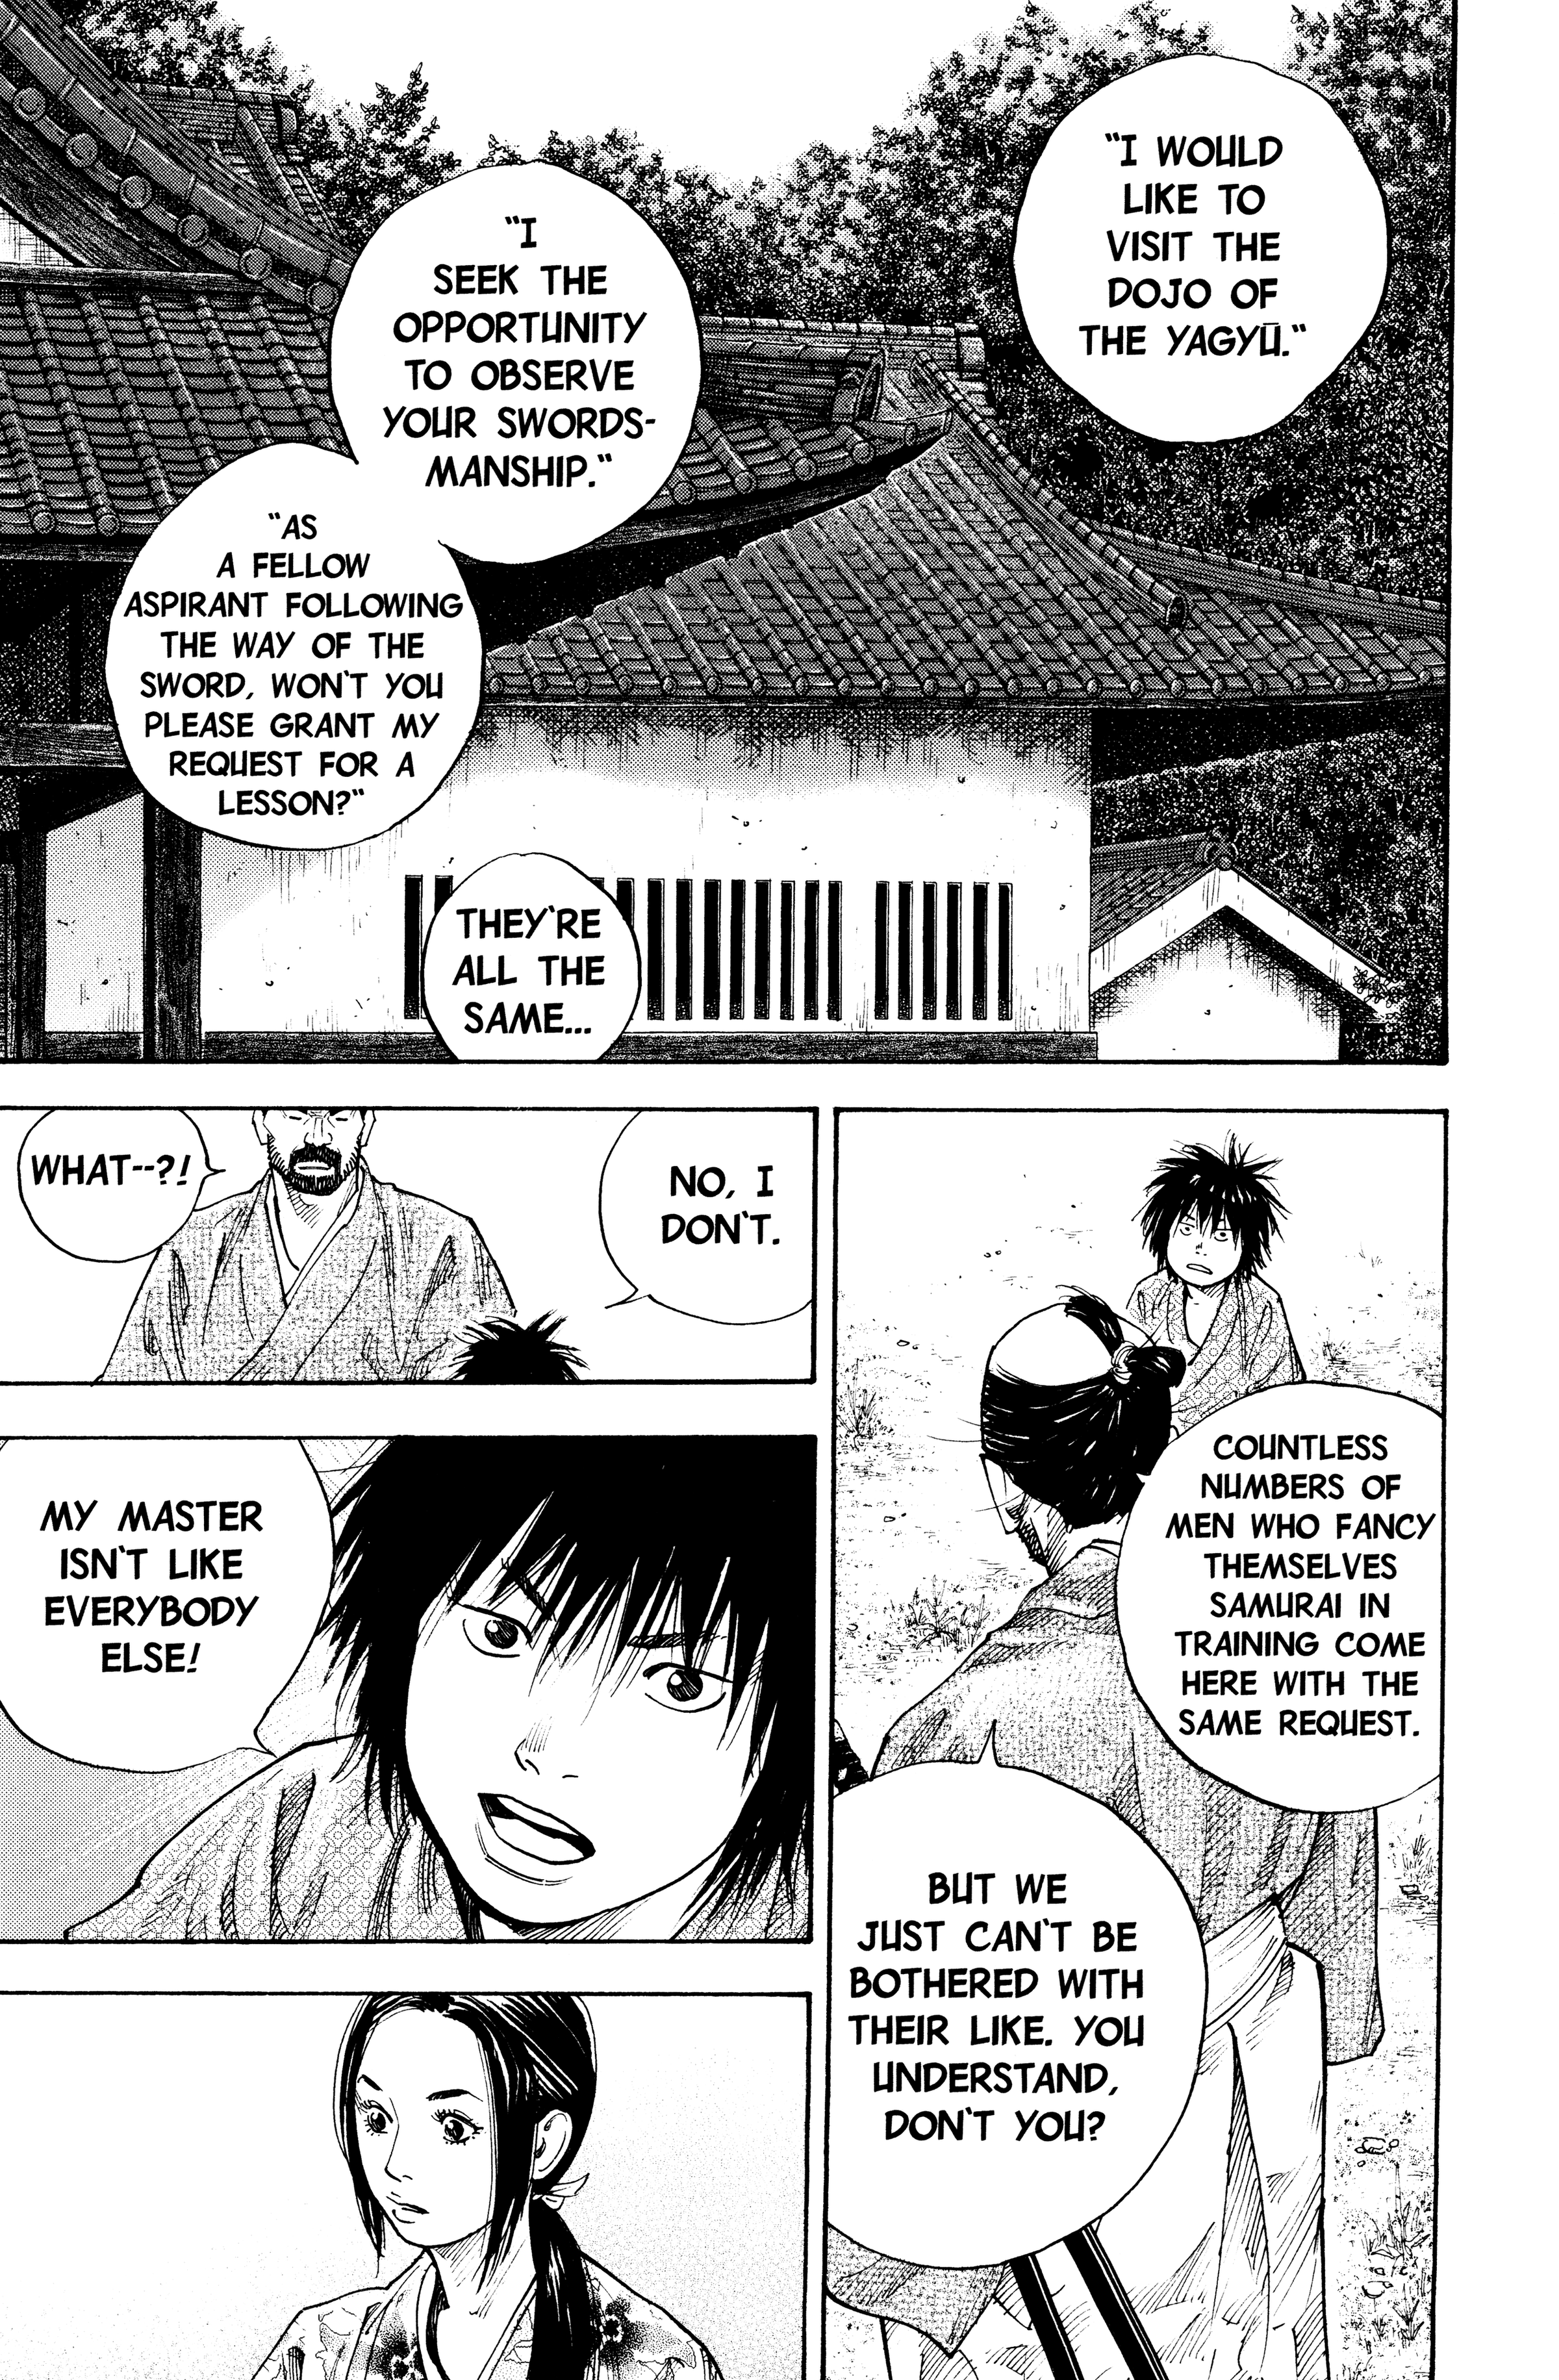 "I WOULD
LIKE TO
VISIT THE
DOJO OF
THE YAGYŪ."
"I
SEEK THE
OPPORTUNITY
TO OBSERVE
YOUR SWORDS-
MANSHIP."
"AS
A FELLOW
ASPIRANT FOLLOWING
THE WAY OF THE
SWORD, WON'T YOU
PLEASE GRANT MY
REQUEST FOR A
LESSON?"
THEY'RE
ALL THE
SAME...
COUNTLESS
NUMBERS OF
MEN WHO FANCY
THEMSELVES
SAMURAI IN
TRAINING COME
HERE WITH THE
SAME REQUEST.
BUT WE
JUST CAN'T BE
BOTHERED WITH
THEIR LIKE. YOU
UNDERSTAND,
DON'T YOU?
NO, I
DON'T.
WHAT--?!
MY MASTER
ISN'T LIKE
EVERYBODY
ELSE!